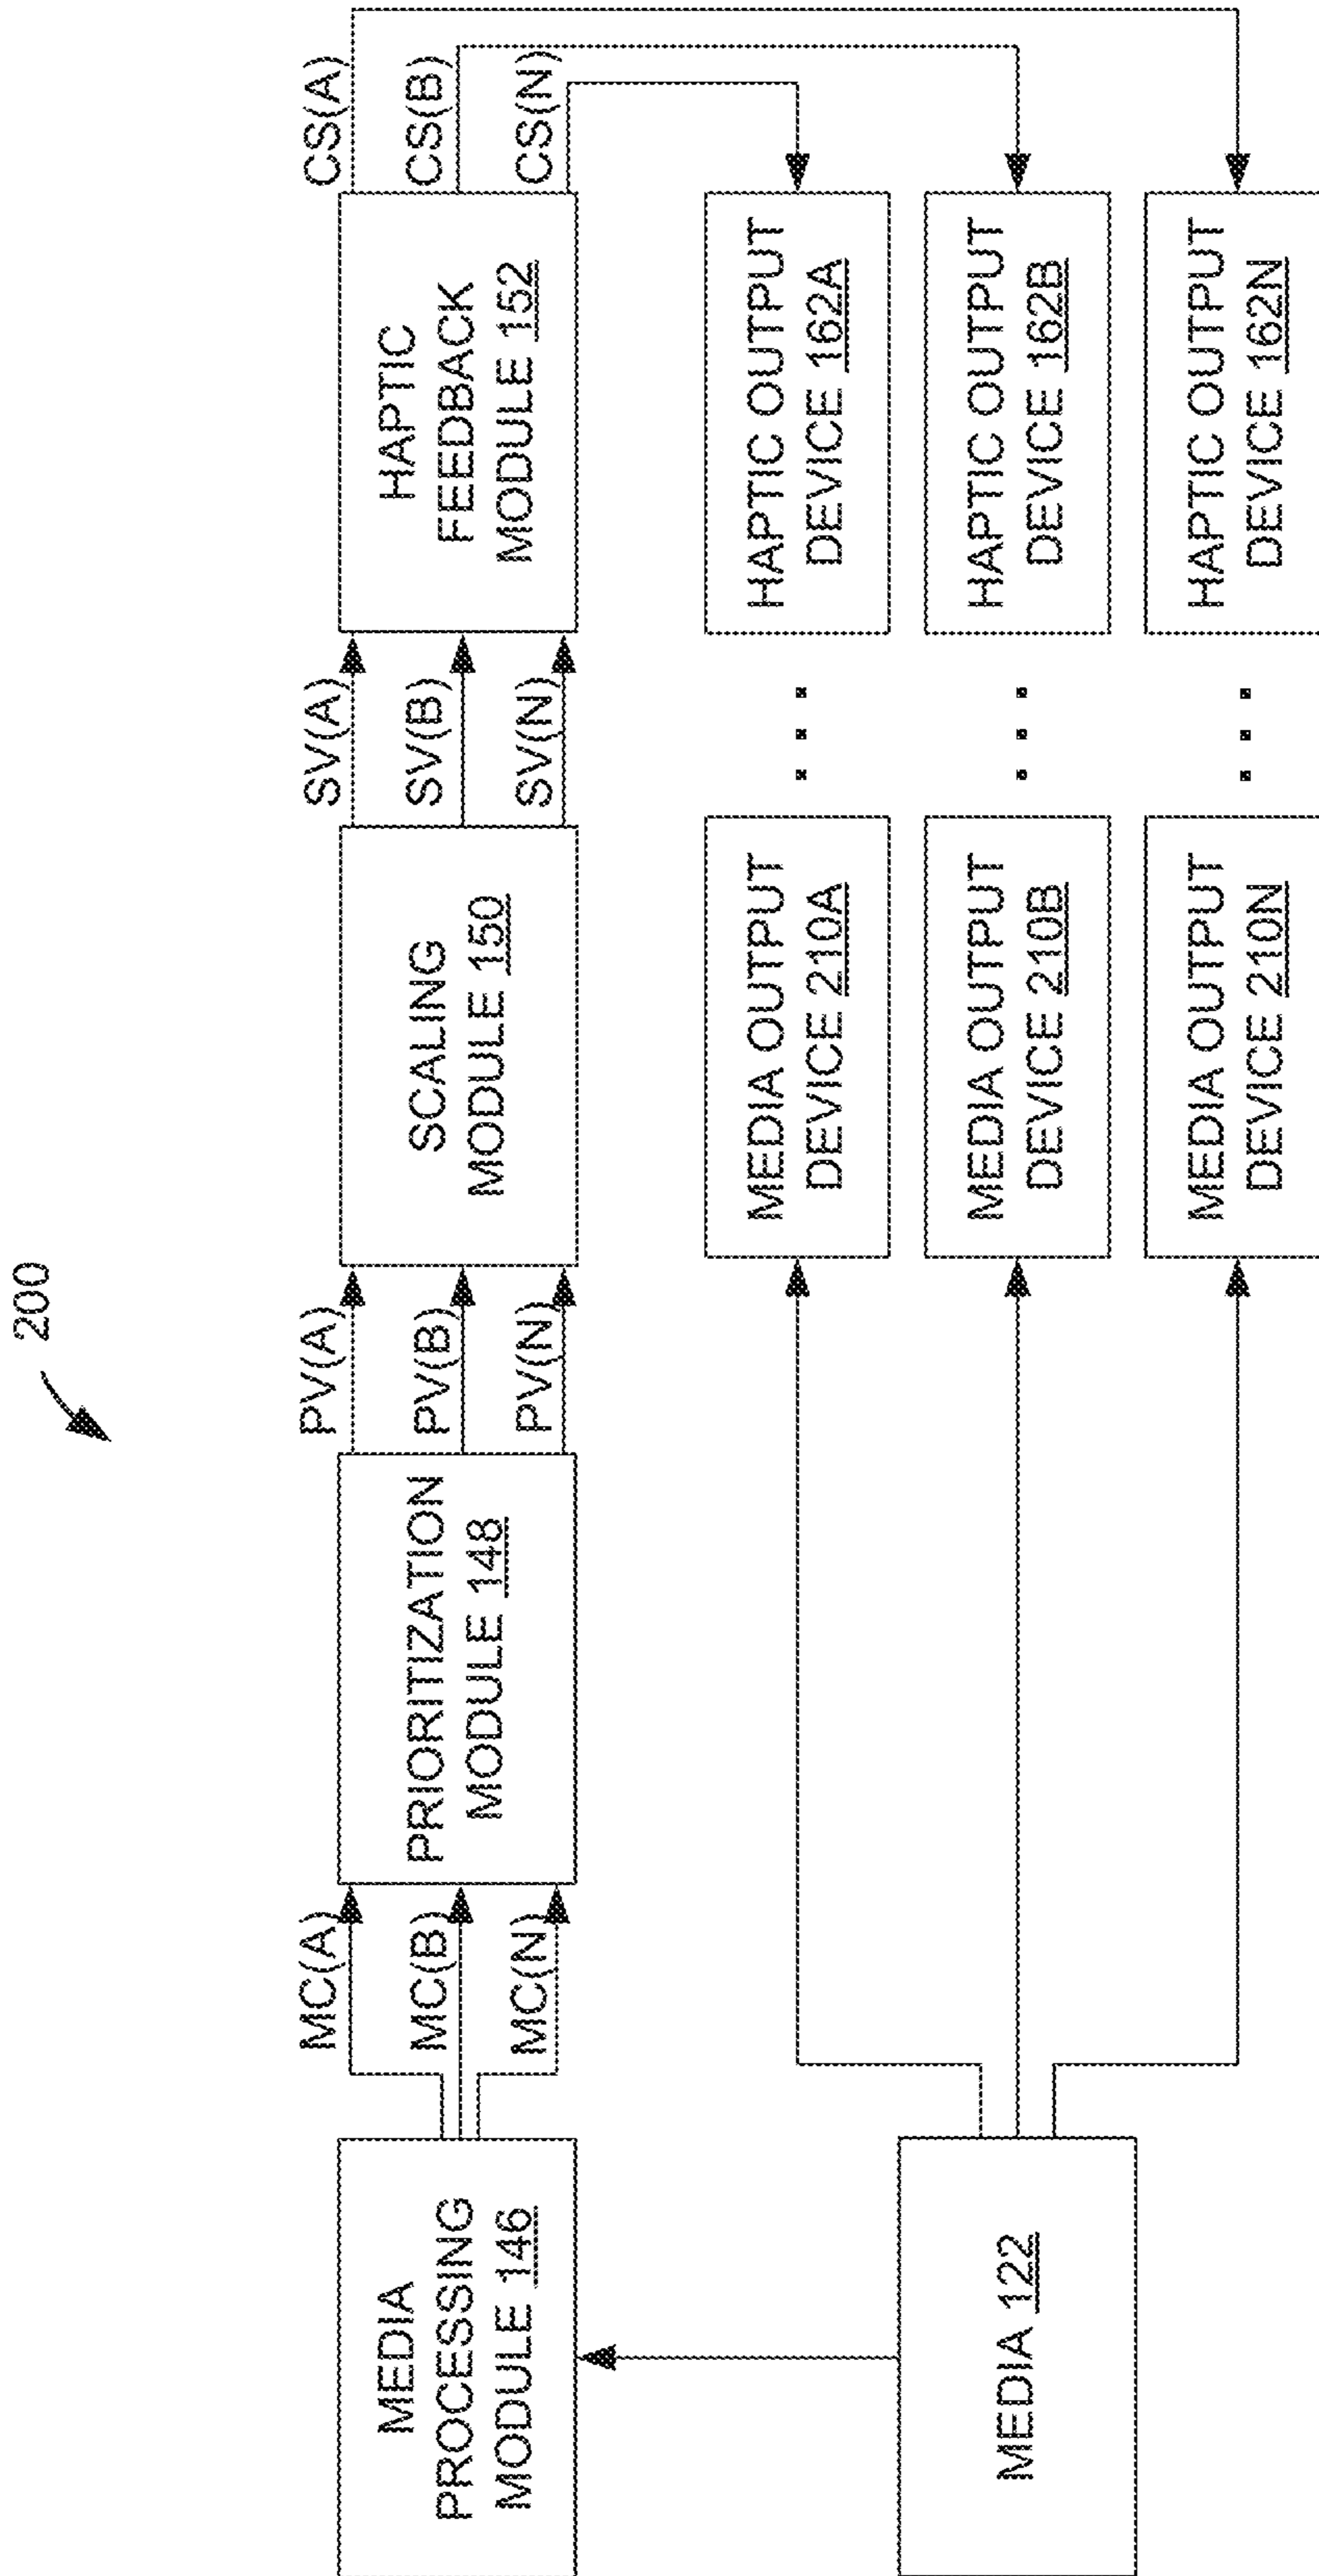 200
MEDIA
PROCESSING
MODULE 146
MC(A)
MC(B)
MC(N)
PRIORITIZATION
MODULE 148
PV(A)
PV(B)
PV(N)
SCALING
MODULE 150
SV(A)
SV(B)
SV(N)
HAPTIC
FEEDBACK
MODULE 152
CS(A)
CS(B)
CS(N)
MEDIA 122
MEDIA OUTPUT
DEVICE 210A
HAPTIC OUTPUT
DEVICE 162A
MEDIA OUTPUT
DEVICE 210B
HAPTIC OUTPUT
DEVICE 162B
MEDIA OUTPUT
DEVICE 210N
HAPTIC OUTPUT
DEVICE 162N